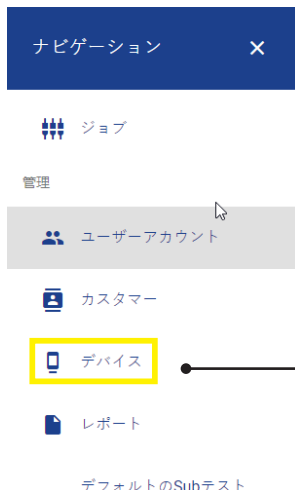 ナビゲーション
ジョブ
管理
ユーザーアカウント
カスタマー
デバイス
レポート
デフォルトのSubテスト